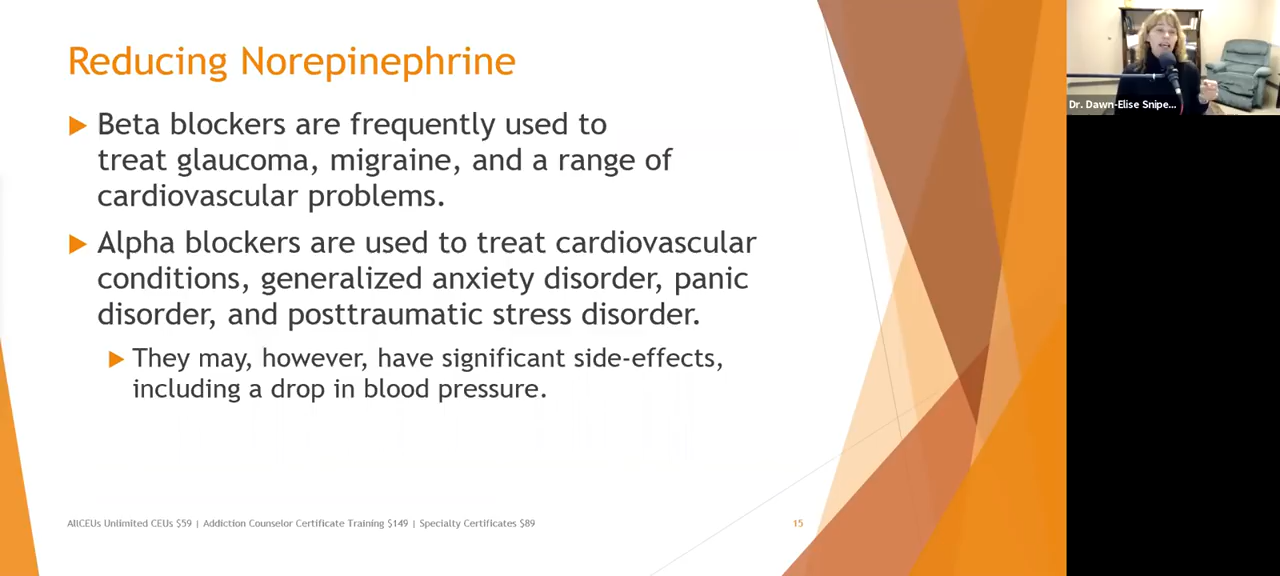 Reducing Norepinephrine
Beta blockers are frequently used to
treat glaucoma, migraine, and a range of
cardiovascular problems.
Alpha blockers are used to treat cardiovascular
conditions, generalized anxiety disorder, panic
disorder, and posttraumatic stress disorder.
They may, however, have significant side-effects,
including a drop in blood pressure.
AllCEUs Unlimited CEUs $59 | Addiction Counselor Certificate Training $149 | Specialty Certificates $89
15
Dr. Dawn-Elise Snipe...